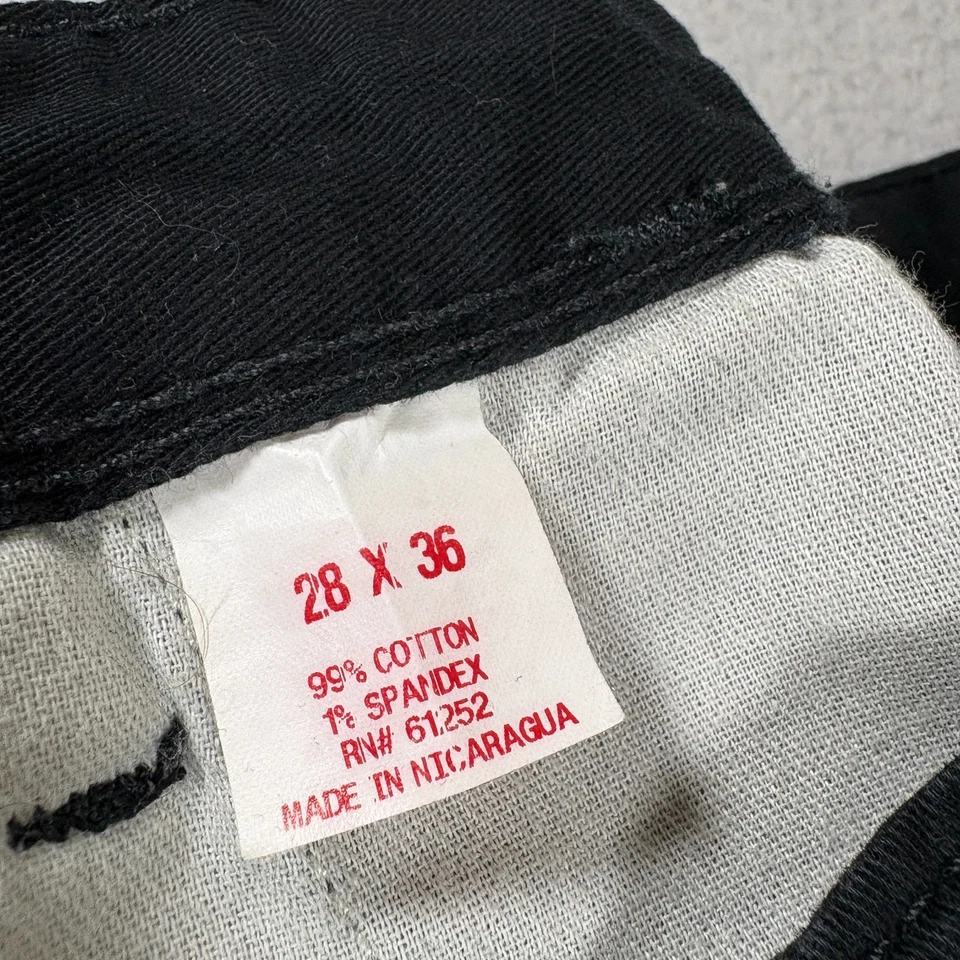 28 X 36
99% COTTON
1% SPANDEX
RN# 61252
MADE IN NICARAGUA